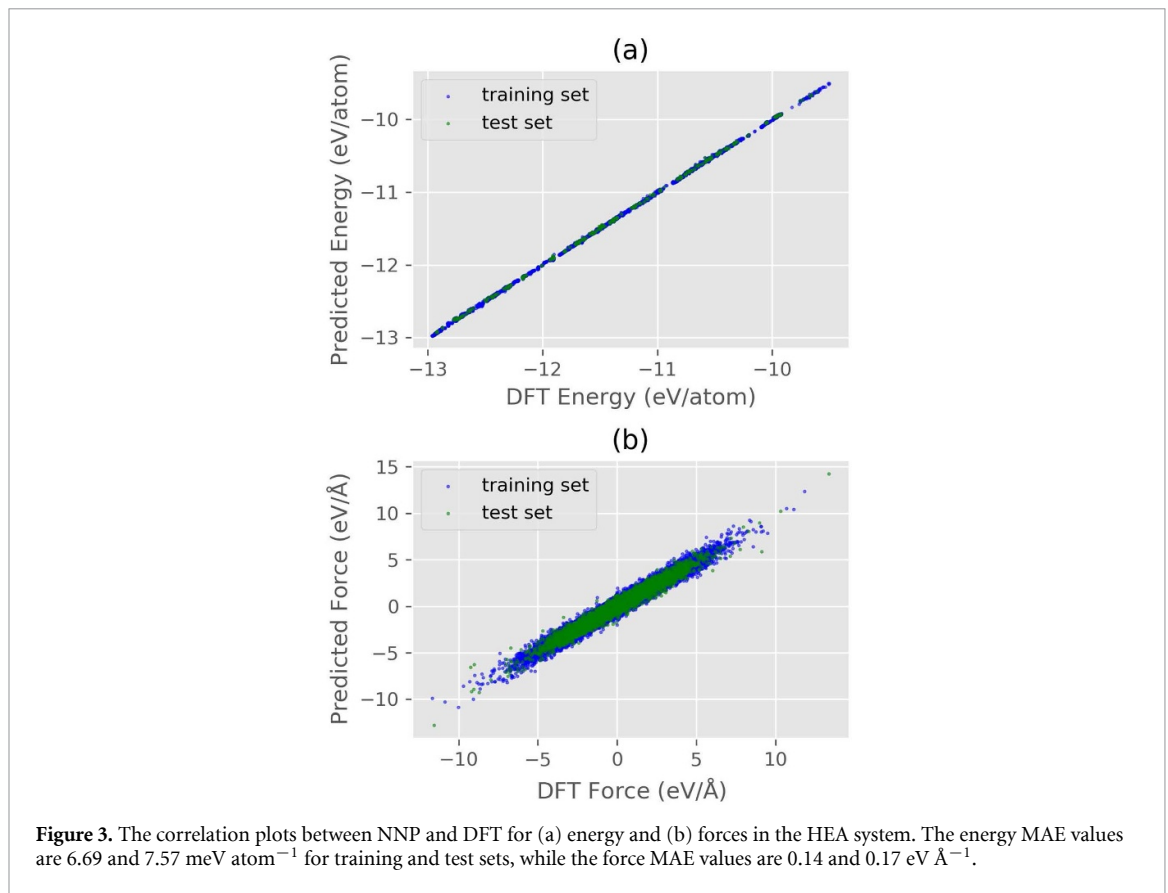 (a)
training set
test set
Predicted Energy (eV/atom)
−10
−11
−12
−13
−13
−12
−11
−10
DFT Energy (eV/atom)
(b)
training set
test set
Predicted Force (eV/Å)
15
10
5
0
−5
−10
−10
−5
0
5
10
DFT Force (eV/Å)
Figure 3. The correlation plots between NNP and DFT for (a) energy and (b) forces in the HEA system. The energy MAE values
are 6.69 and 7.57 meV atom⁻¹ for training and test sets, while the force MAE values are 0.14 and 0.17 eV Å⁻¹.